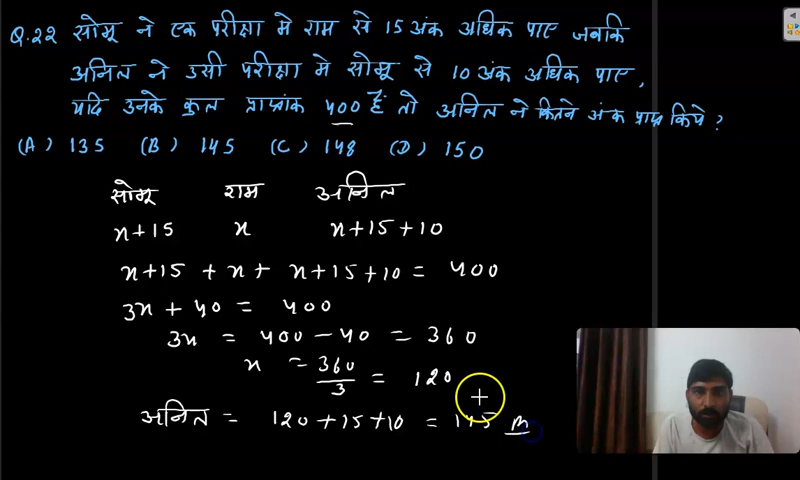 Q.22 सोमू ने एक परीक्षा मे राम से 15 अंक अधिक पाए जबकि
अनिल ने उसी परीक्षा मे सोमू से 10 अंक अधिक पाए,
यदि उनके कुल प्राप्तांक 400 हैं तो अनिल ने कितने अंक प्राप्त किये ?
(A) 135 (B) 145 (C) 148 (D) 150
सोमू राम अनिल
x+15 x x+15+10
x+15 + x + x+15+10 = 400
3x + 40 = 400
3x = 400 - 40 = 360
x = 360/3 = 120
अनिल = 120 +15 +10 = 145